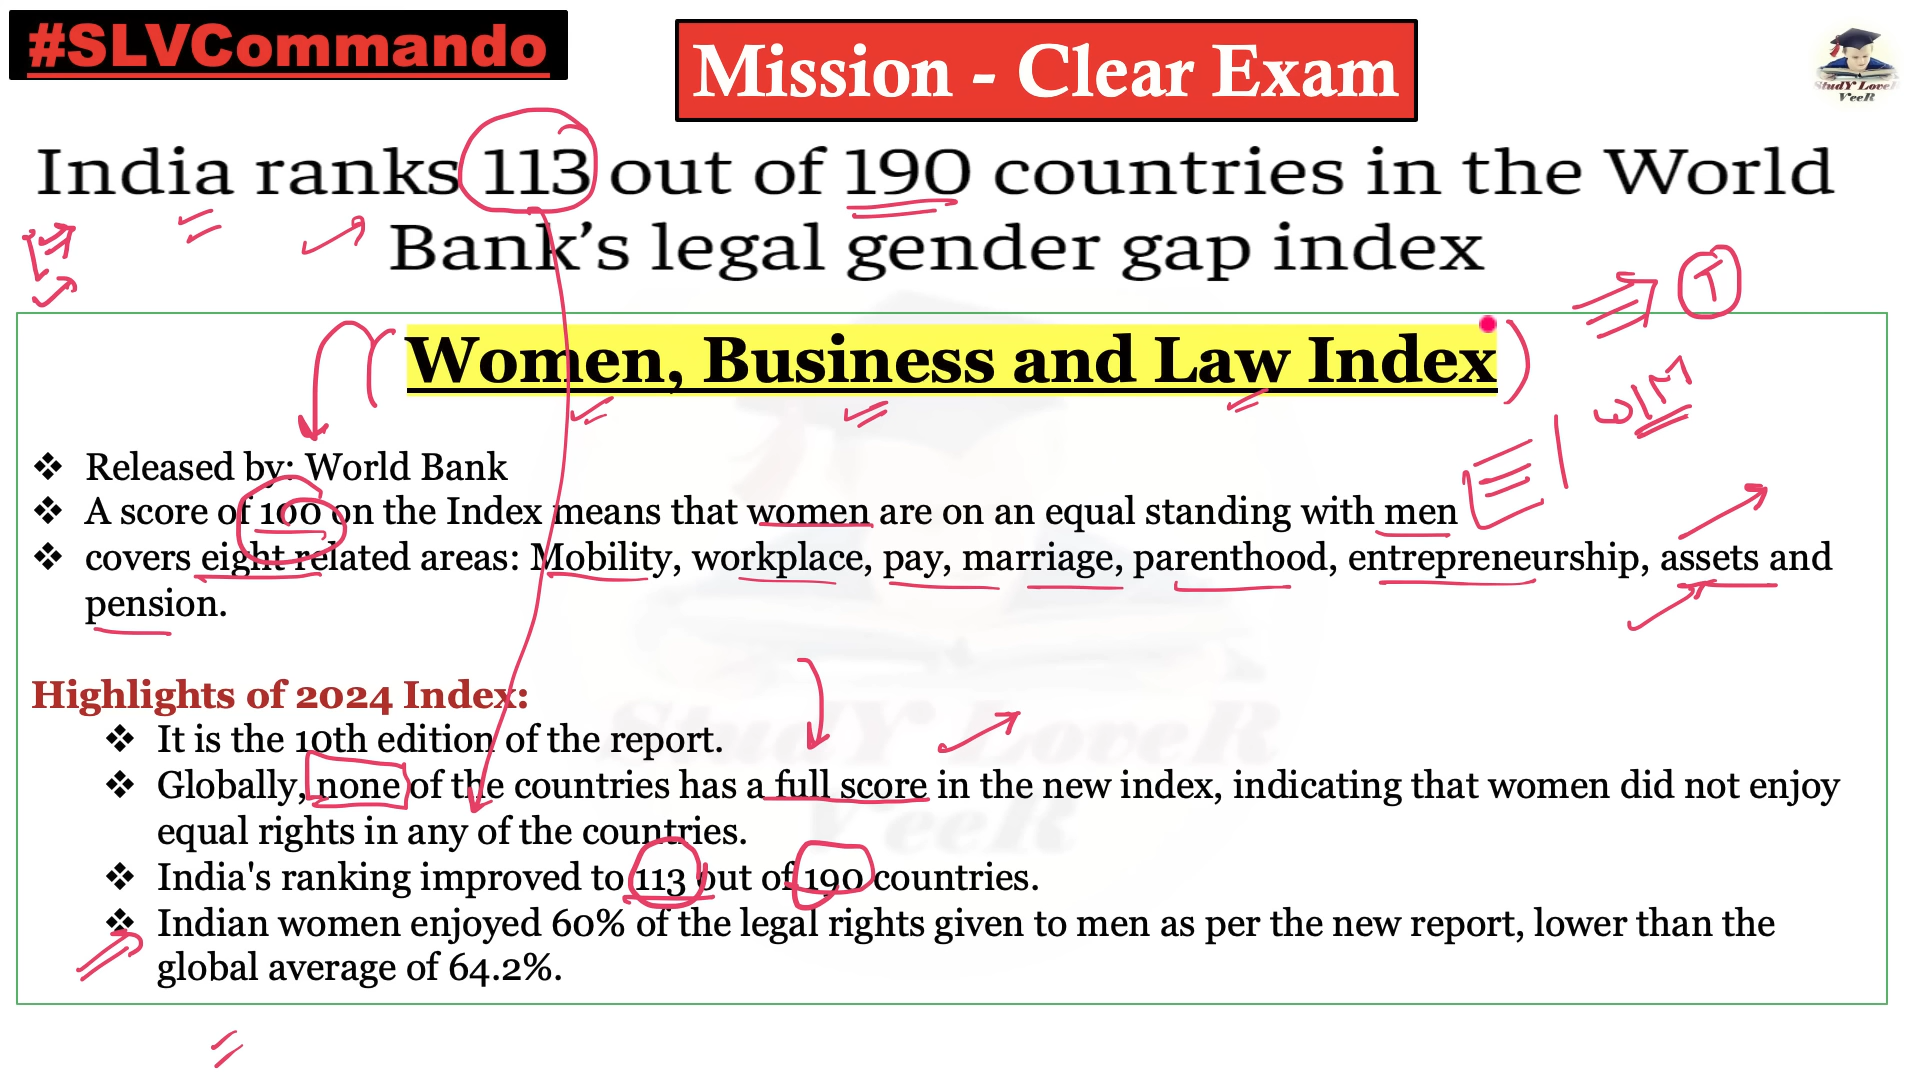 #SLVCommando
Mission - Clear Exam
StudY LoveR
VeeR
India ranks 113 out of 190 countries in the World
Bank’s legal gender gap index
T
Women, Business and Law Index
W/M
❖ Released by: World Bank
❖ A score of 100 on the Index means that women are on an equal standing with men
❖ covers eight related areas: Mobility, workplace, pay, marriage, parenthood, entrepreneurship, assets and
pension.
Highlights of 2024 Index:
❖ It is the 10th edition of the report.
❖ Globally, none of the countries has a full score in the new index, indicating that women did not enjoy
equal rights in any of the countries.
❖ India's ranking improved to 113 out of 190 countries.
❖ Indian women enjoyed 60% of the legal rights given to men as per the new report, lower than the
global average of 64.2%.
StudY LoveR
VeeR